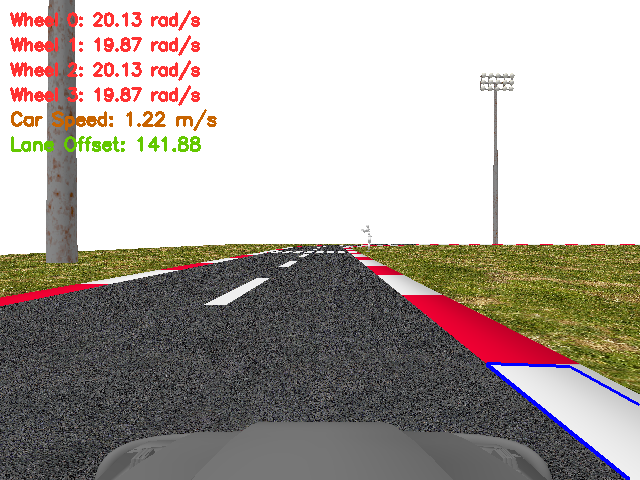 Wheel 0: 20.13 rad/s
Wheel 1: 19.87 rad/s
Wheel 2: 20.13 rad/s
Wheel 3: 19.87 rad/s
Car Speed: 1.22 m/s
Lane Offset: 141.88